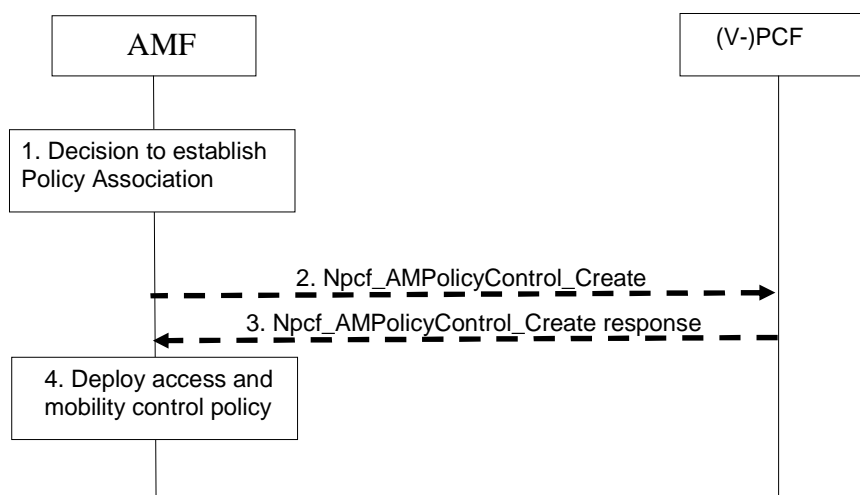 AMF
(V-)PCF
1. Decision to establish
Policy Association
2. Npcf_AMPolicyControl_Create
3. Npcf_AMPolicyControl_Create response
4. Deploy access and
mobility control policy